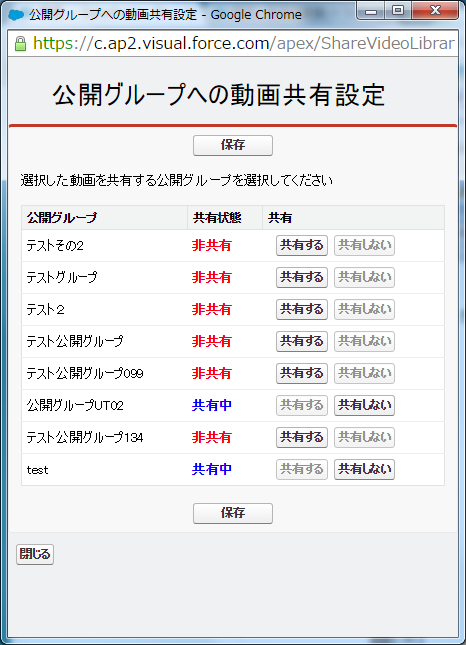 公開グループへの動画共有設定 - Google Chrome
https://c.ap2.visual.force.com/apex/ShareVideoLibrar
公開グループへの動画共有設定
保存
選択した動画を共有する公開グループを選択してください
公開グループ 共有状態 共有
テストその2 非共有 共有する 共有しない
テストグループ 非共有 共有する 共有しない
テスト２ 非共有 共有する 共有しない
テスト公開グループ 非共有 共有する 共有しない
テスト公開グループ099 非共有 共有する 共有しない
公開グループUT02 共有中 共有する 共有しない
テスト公開グループ134 非共有 共有する 共有しない
test 共有中 共有する 共有しない
保存
閉じる